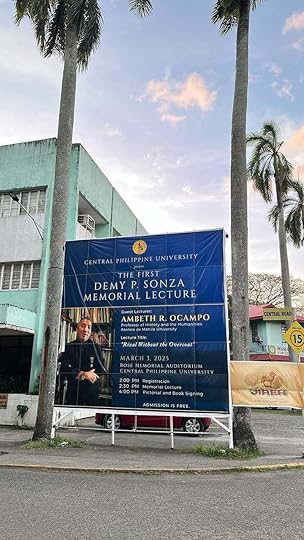 CENTRAL PHILIPPINE UNIVERSITY
THE FIRST
DEMY P. SONZA
MEMORIAL LECTURE
Guest Lecturer:
AMBETH R. OCAMPO
Professor of History and the Humanities
Ateneo de Manila University
Lecture Title:
"Rizal Without the Overcoat"
MARCH 3, 2025
ROSE MEMORIAL AUDITORIUM
CENTRAL PHILIPPINE UNIVERSITY
2:00 PM Registration
2:30 PM Memorial Lecture
4:00 PM Pictorial and Book Signing
ADMISSION IS FREE.
CENTRAL ROAD
15